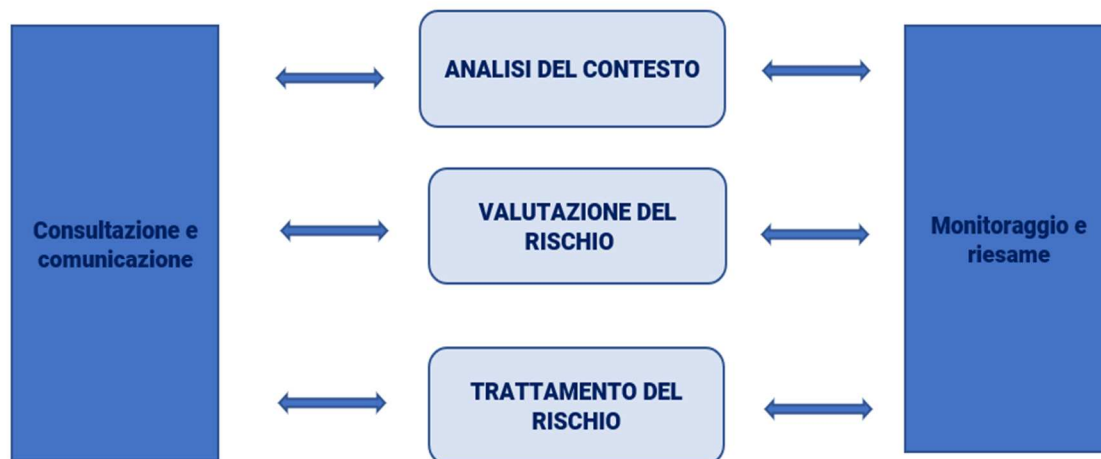 Consultazione e
comunicazione
ANALISI DEL CONTESTO
VALUTAZIONE DEL
RISCHIO
TRATTAMENTO DEL
RISCHIO
Monitoraggio e
riesame